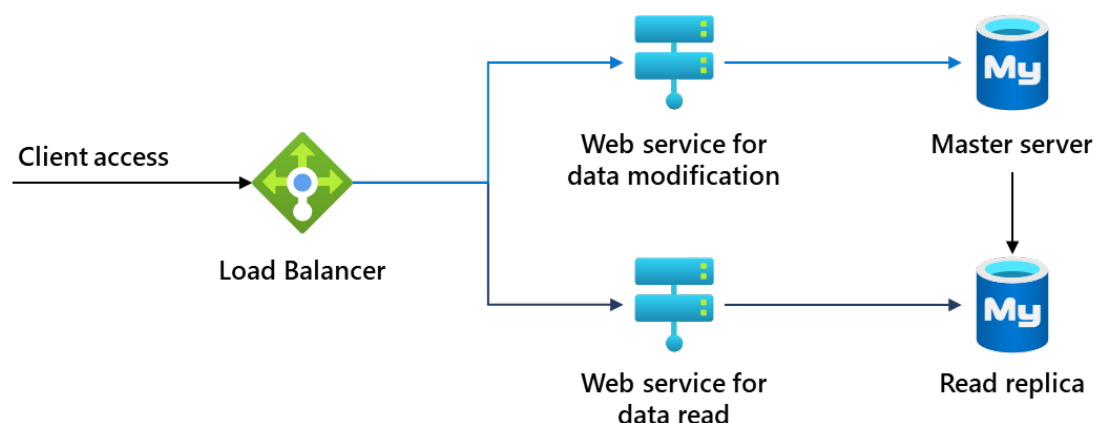 Client access
Load Balancer
Web service for
data modification
My
Master server
Web service for
data read
My
Read replica